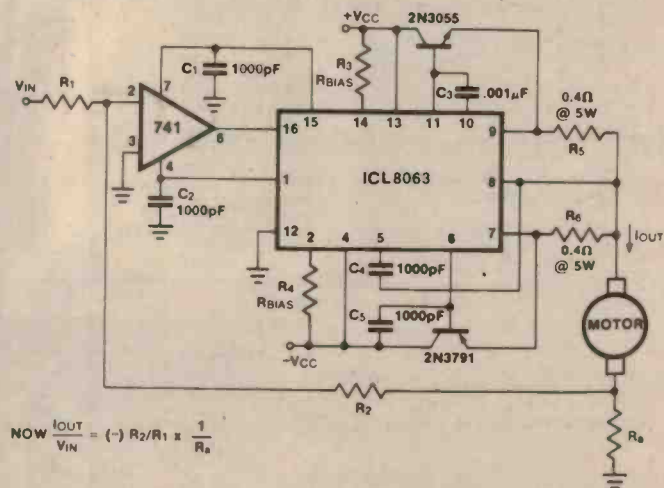 +VCC
2N3055
R1
VIN
C1 1000pF
R3
RBIAS
C3 .001µF
2
7
741
3
4
6
16
15
14
13
11
10
9
0.4Ω
@ 5W
R5
1
ICL8063
8
C2
1000pF
12
2
4
5
6
7
R6
0.4Ω
@ 5W
IOUT
R4
RBIAS
C4 1000pF
C5 1000pF
MOTOR
-VCC
2N3791
R2
Ra
NOW IOUT/VIN = (-) R2/R1 x 1/Ra